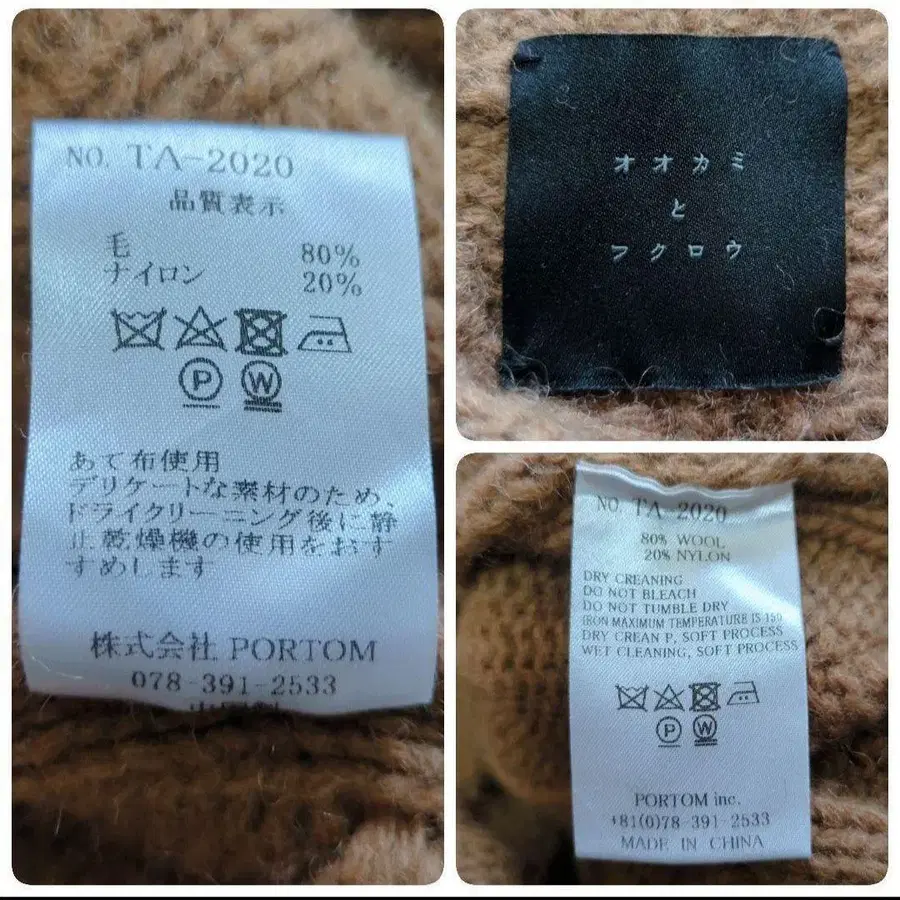 NO. TA-2020
品質表示
毛 80%
ナイロン 20%
P W
あて布使用
デリケートな素材のため、
ドライクリーニング後に静
止乾燥機の使用をおす
すめします
株式会社 PORTOM
078-391-2533
オオカミ
と
フクロウ
NO. TA-2020
80% WOOL
20% NYLON
DRY CREANING
DO NOT BLEACH
DO NOT TUMBLE DRY
IRON MAXIMUM TEMPERATURE IS 150
DRY CREAN P, SOFT PROCESS
WET CLEANING, SOFT PROCESS
P W
PORTOM inc.
+81(0)78-391-2533
MADE IN CHINA